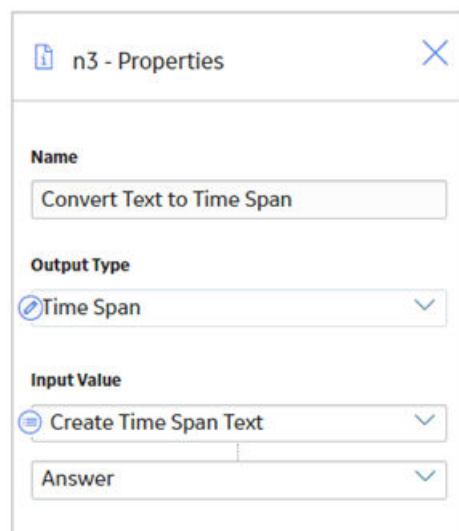 n3 - Properties
Name
Convert Text to Time Span
Output Type
Time Span
Input Value
Create Time Span Text
Answer